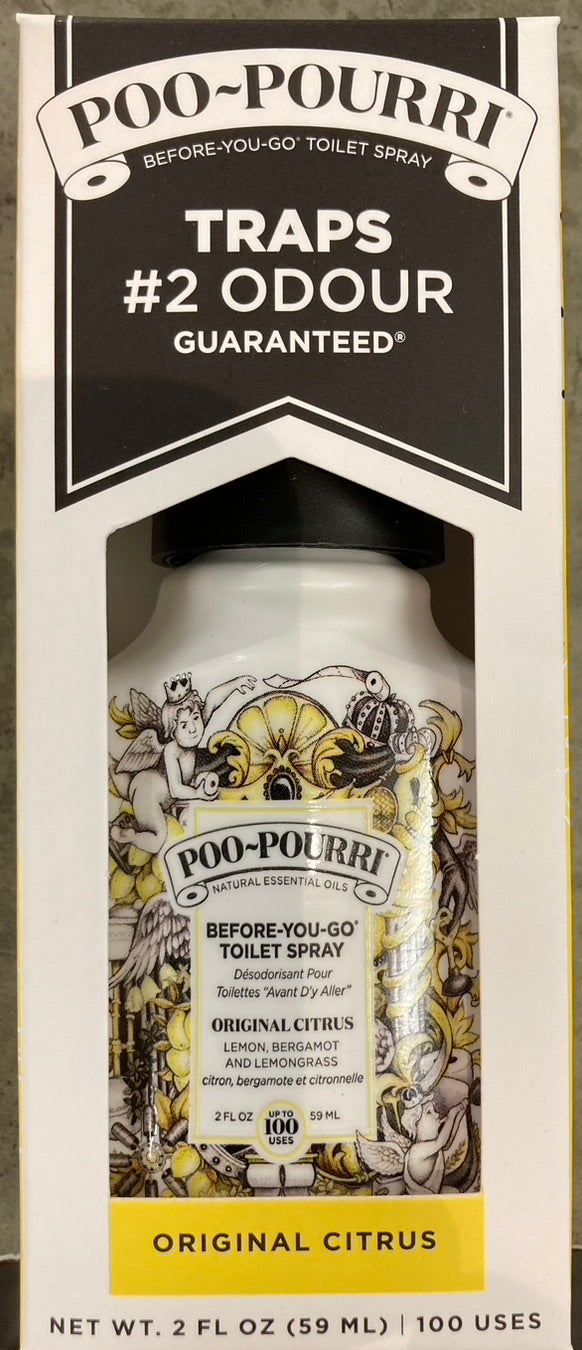 POO~POURRI®
BEFORE-YOU-GO® TOILET SPRAY
TRAPS
#2 ODOUR
GUARANTEED®
POO~POURRI®
NATURAL ESSENTIAL OILS
BEFORE-YOU-GO®
TOILET SPRAY
Désodorisant Pour
Toilettes "Avant D'y Aller"
ORIGINAL CITRUS
LEMON, BERGAMOT
AND LEMONGRASS
citron, bergamote et citronnelle
2 FL OZ UP TO 100 USES 59 ML
ORIGINAL CITRUS
NET WT. 2 FL OZ (59 ML) | 100 USES